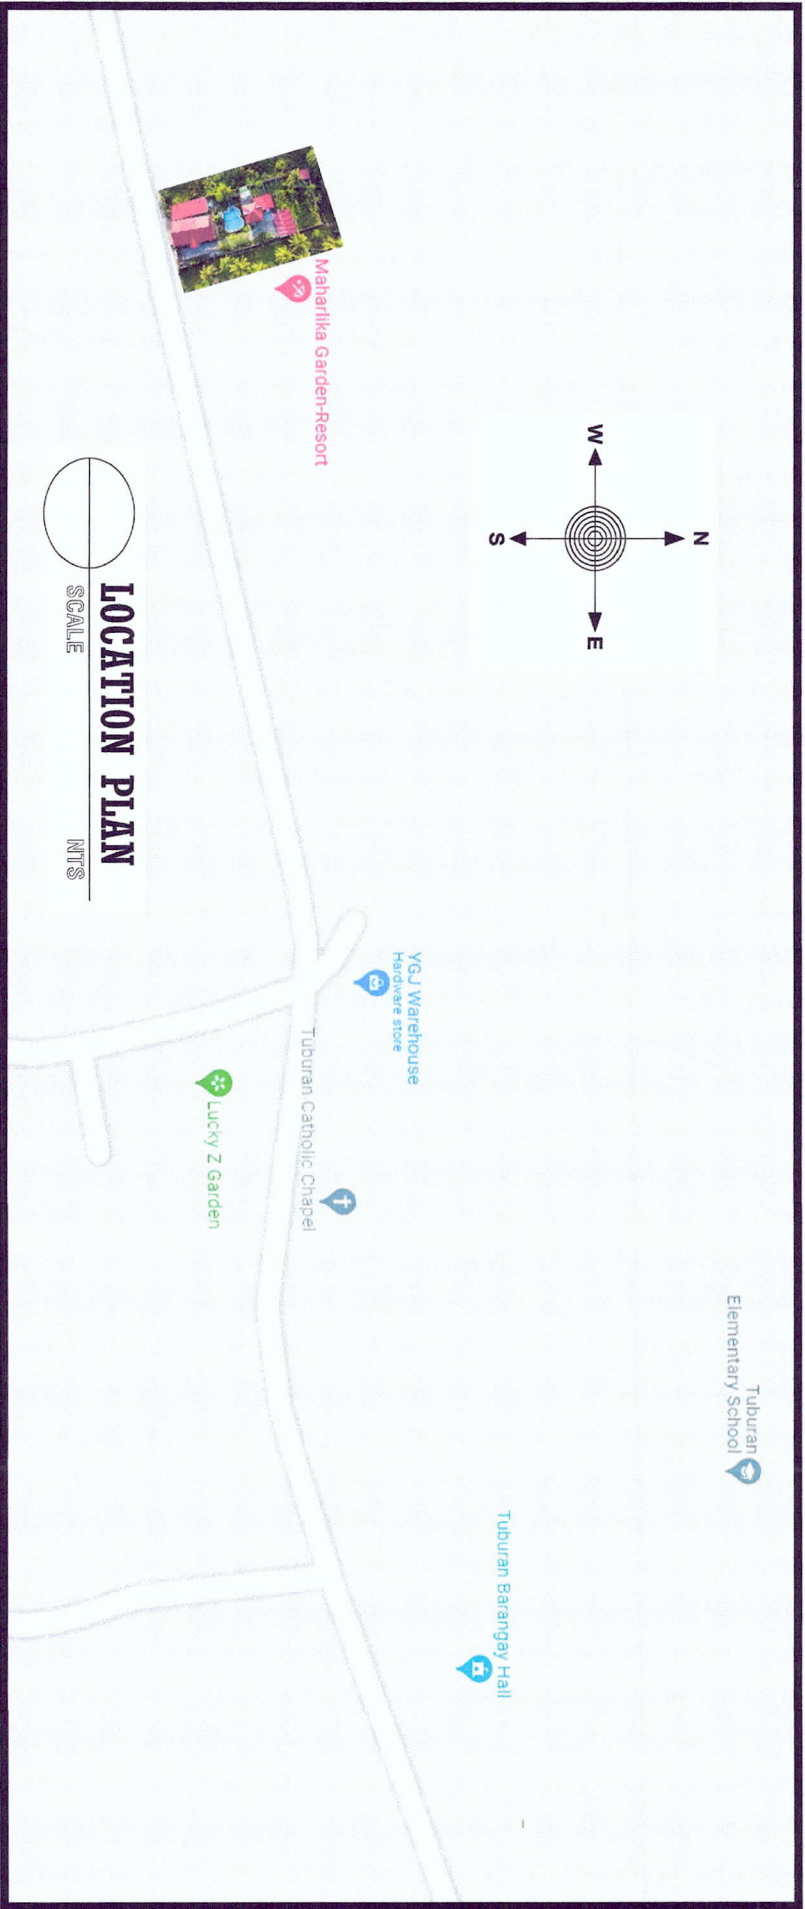 Maharlika Garden-Resort
W
N
S
E
LOCATION PLAN
SCALE
NTS
YGJ Warehouse
Hardware store
Tuburan Catholic Chapel
Lucky Z Garden
Tuburan
Elementary School
Tuburan Barangay Hall